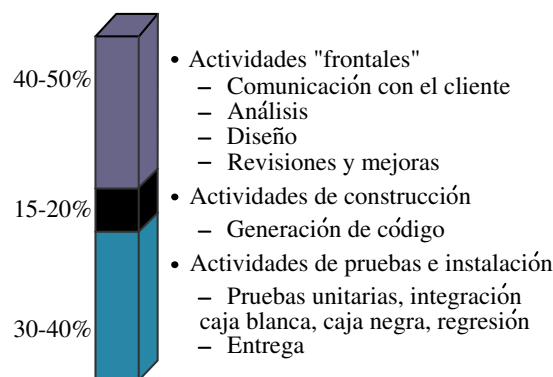 40-50%
• Actividades "frontales"
– Comunicación con el cliente
– Análisis
– Diseño
– Revisiones y mejoras
15-20%
• Actividades de construcción
– Generación de código
• Actividades de pruebas e instalación
– Pruebas unitarias, integración
caja blanca, caja negra, regresión
– Entrega
30-40%